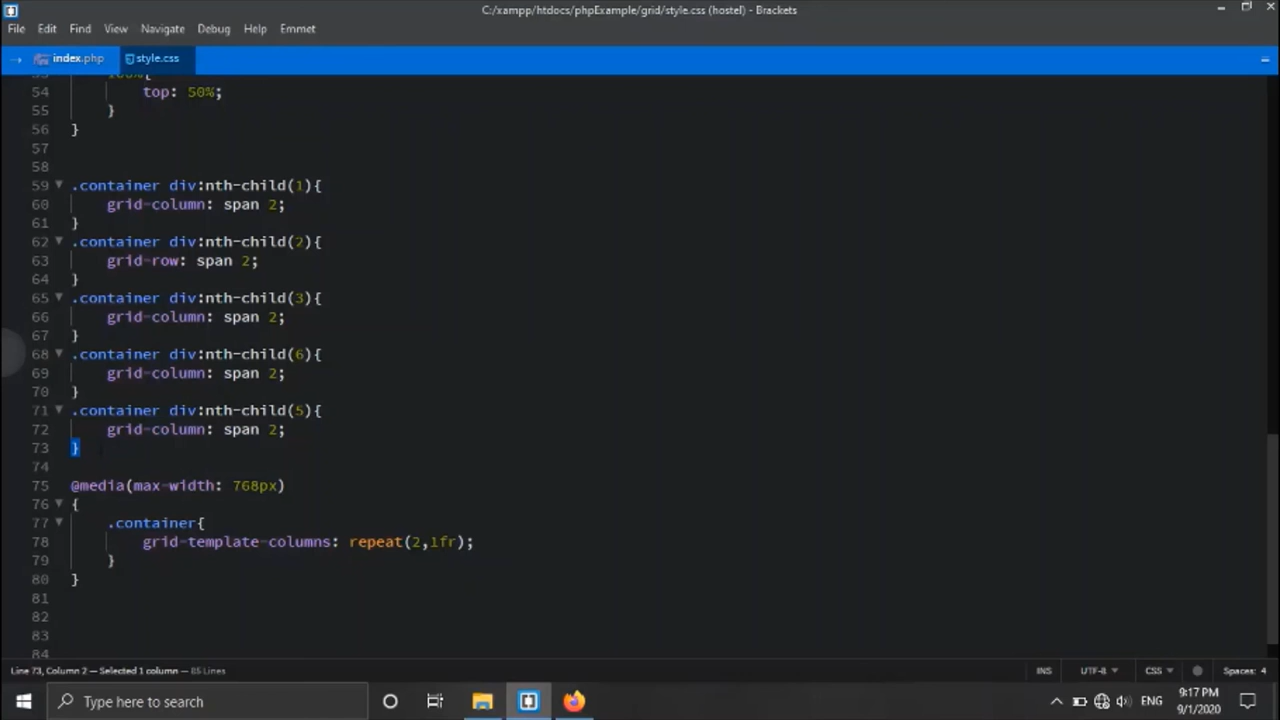 C:/xampp/htdocs/phpExample/grid/style.css (hostel) - Brackets
File Edit Find View Navigate Debug Help Emmet
index.php style.css
53 100%{
54 top: 50%;
55 }
56 }
57
58
59 .container div:nth-child(1){
60 grid-column: span 2;
61 }
62 .container div:nth-child(2){
63 grid-row: span 2;
64 }
65 .container div:nth-child(3){
66 grid-column: span 2;
67 }
68 .container div:nth-child(6){
69 grid-column: span 2;
70 }
71 .container div:nth-child(5){
72 grid-column: span 2;
73 }
74
75 @media(max-width: 768px)
76 {
77 .container{
78 grid-template-columns: repeat(2,1fr);
79 }
80 }
81
82
83
84
Line 73, Column 2 — Selected 1 column — 85 Lines INS UTF-8 CSS Spaces: 4
Type here to search ENG 9:17 PM
9/1/2020